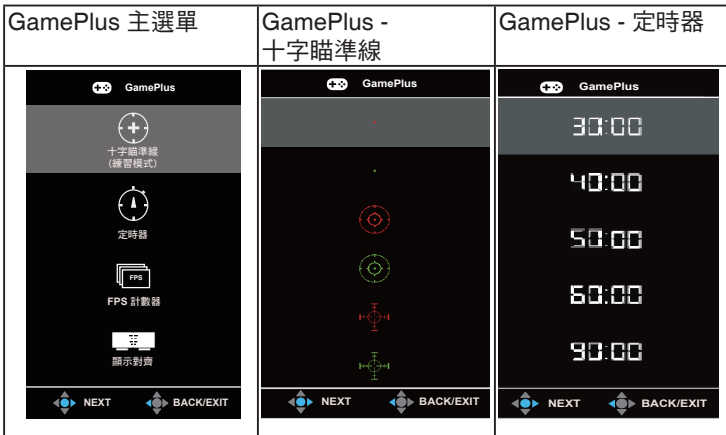 GamePlus 主選單
GamePlus -
十字瞄準線
GamePlus - 定時器
GamePlus
十字瞄準線
(練習模式)
定時器
FPS
FPS 計數器
顯示對齊
NEXT BACK/EXIT
GamePlus
NEXT BACK/EXIT
GamePlus
30:00
40:00
50:00
60:00
90:00
NEXT BACK/EXIT